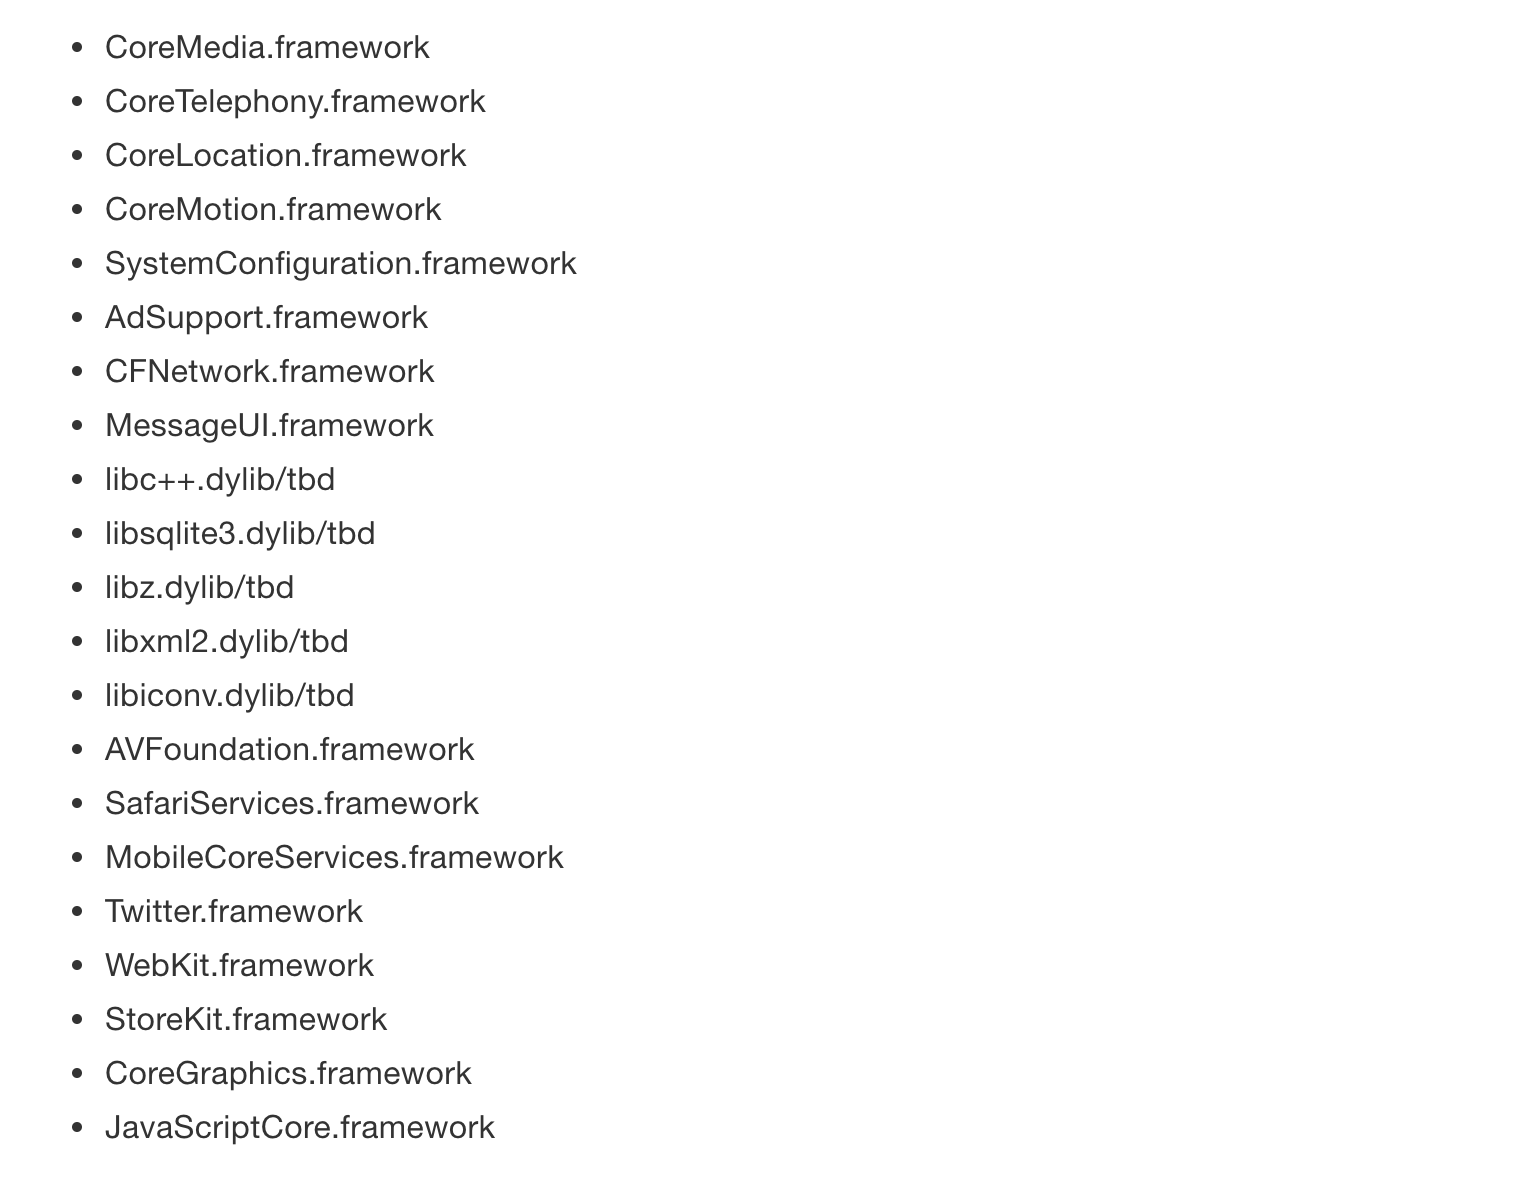 • CoreMedia.framework
• CoreTelephony.framework
• CoreLocation.framework
• CoreMotion.framework
• SystemConfiguration.framework
• AdSupport.framework
• CFNetwork.framework
• MessageUI.framework
• libc++.dylib/tbd
• libsqlite3.dylib/tbd
• libz.dylib/tbd
• libxml2.dylib/tbd
• libiconv.dylib/tbd
• AVFoundation.framework
• SafariServices.framework
• MobileCoreServices.framework
• Twitter.framework
• WebKit.framework
• StoreKit.framework
• CoreGraphics.framework
• JavaScriptCore.framework